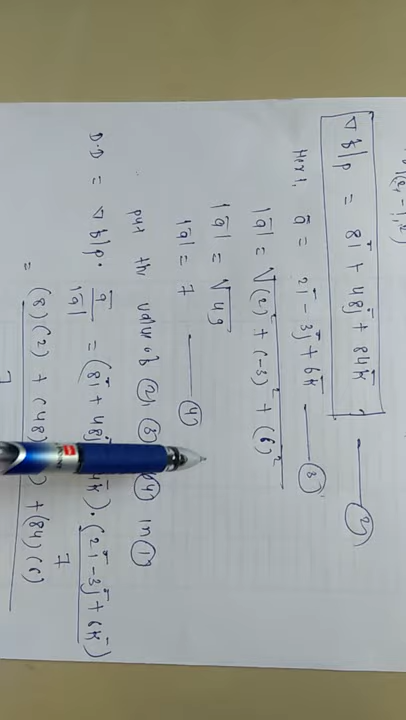 ∇ϕ|p = 8i̅ + 48j̅ + 84k̅ —— ②
Here, a̅ = 2i̅ - 3j̅ + 6k̅ —— ③
|a̅| = √(2)² + (-3)² + (6)²
|a̅| = √49
|a̅| = 7 —— ④
put the value of ②, ③ ④ in ①
D.D = ∇ϕ|p · a̅/|a̅| = (8i̅ + 48j̅ 4k̅) · (2i̅ - 3j̅ + 6k̅)/7
= (8)(2) + (48) ) + (84)(6)/7